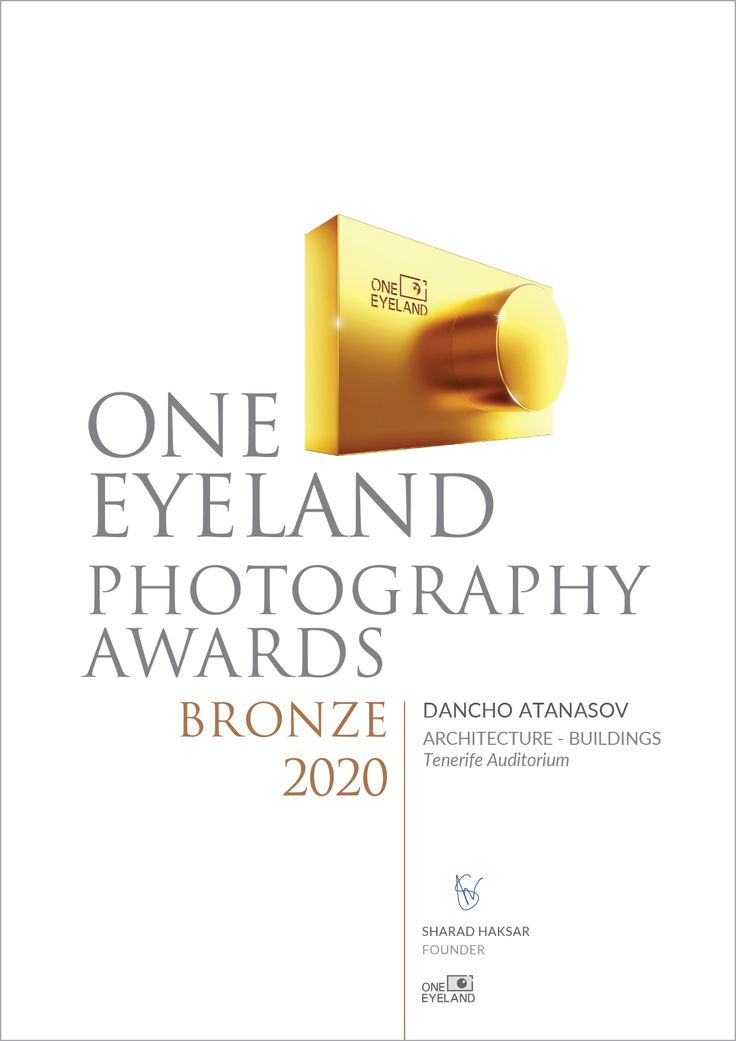 ONE
EYELAND
ONE
EYELAND
PHOTOGRAPHY
AWARDS
BRONZE
2020
DANCHO ATANASOV
ARCHITECTURE - BUILDINGS
Tenerife Auditorium
SHARAD HAKSAR
FOUNDER
ONE
EYELAND